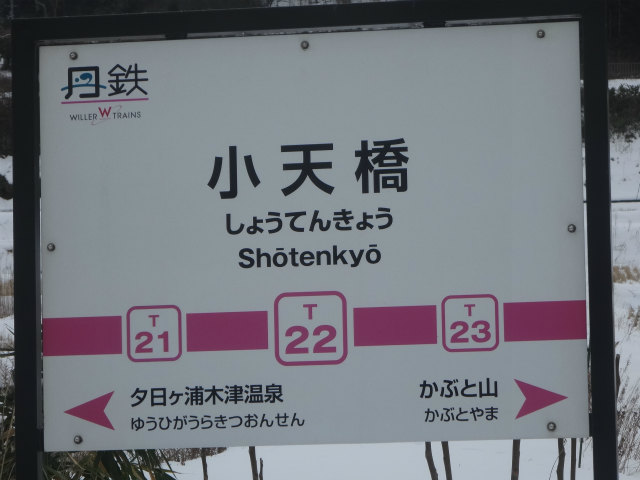 丹鉄
WILLER TRAINS
小天橋
しょうてんきょう
Shōtenkyō
T 21
T 22
T 23
夕日ヶ浦木津温泉
ゆうひがうらきつおんせん
かぶと山
かぶとやま